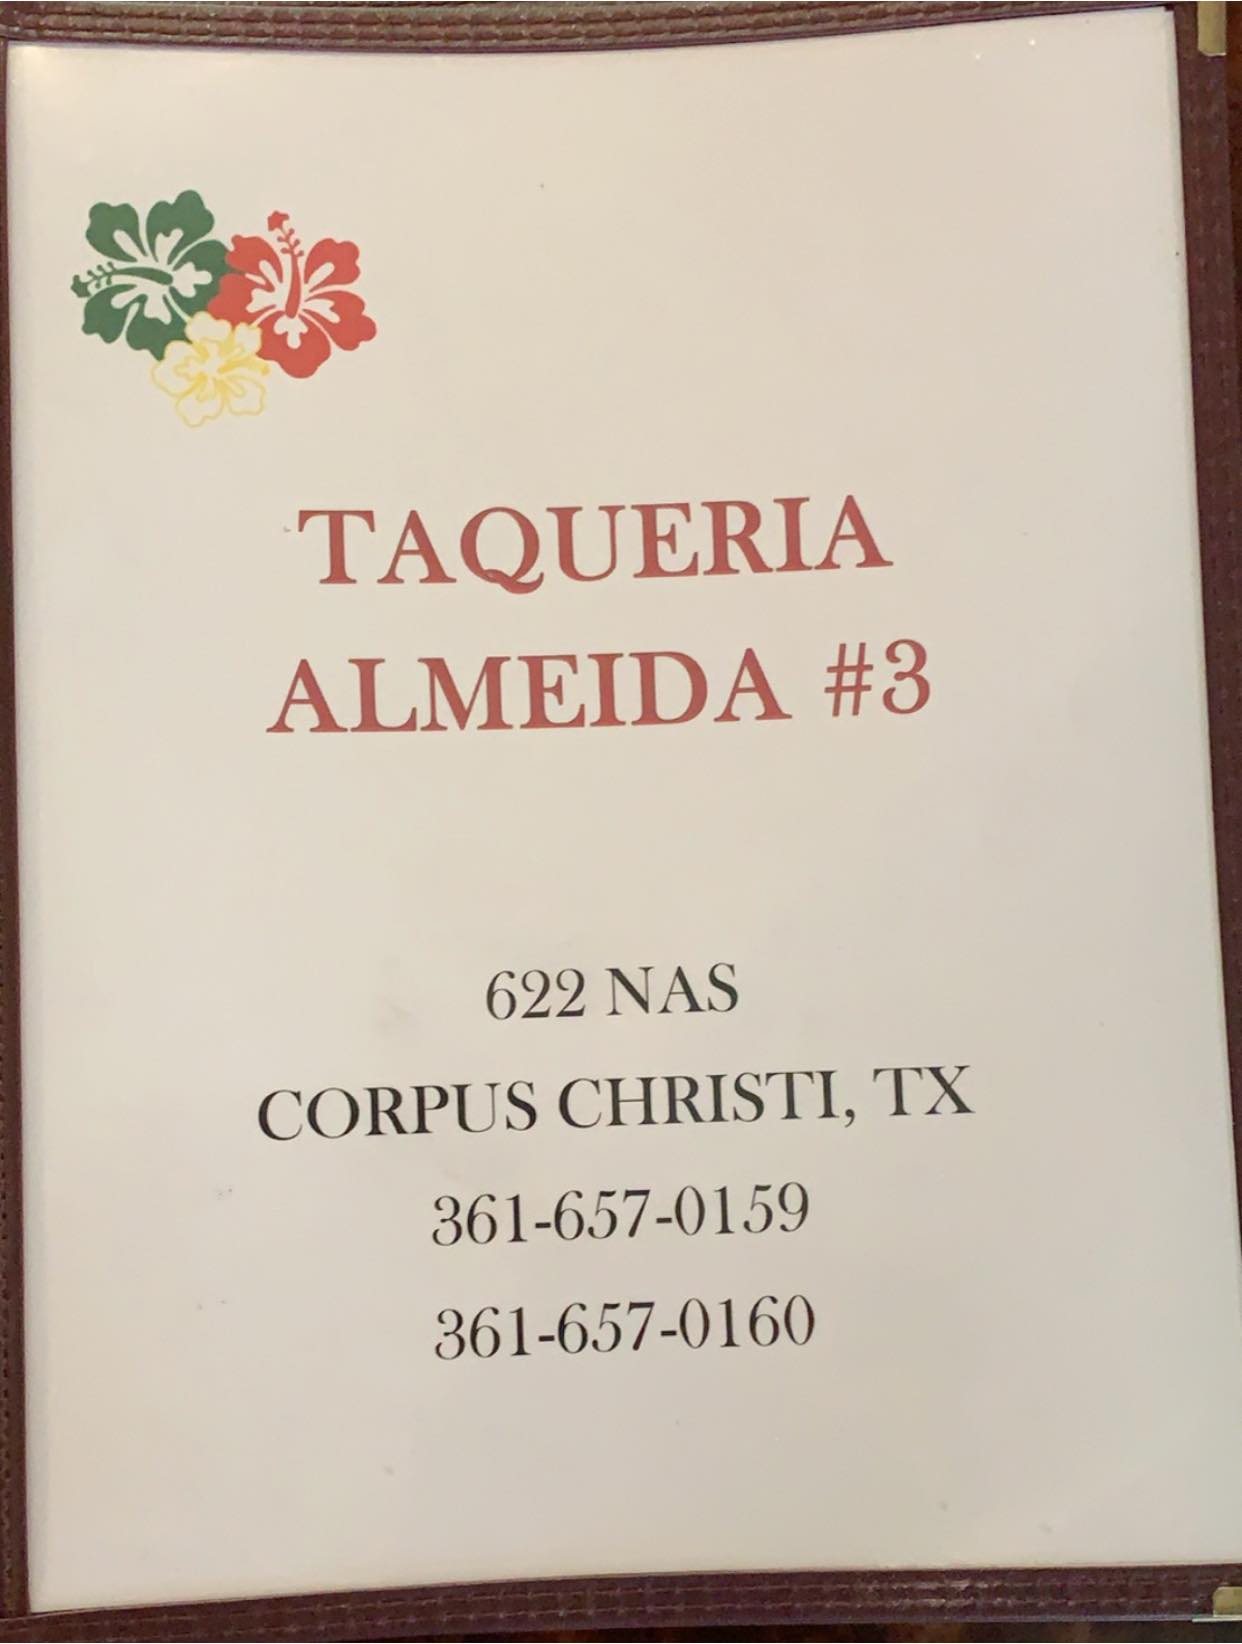 TAQUERIA
ALMEIDA #3
622 NAS
CORPUS CHRISTI, TX
361-657-0159
361-657-0160